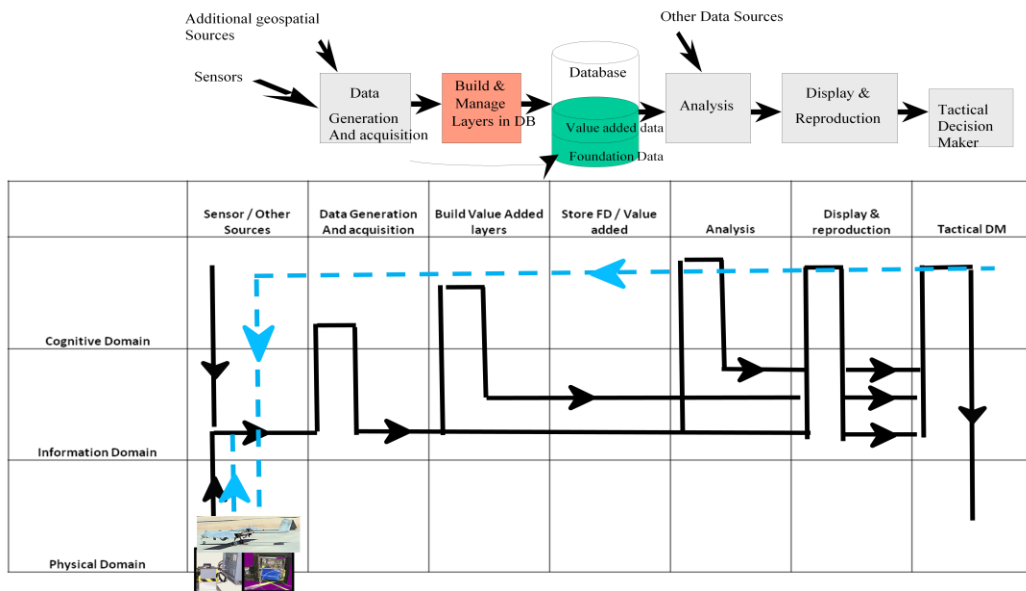 Additional geospatial
Sources
Other Data Sources
Sensors
Data
Generation
And acquisition
Build &
Manage
Layers in DB
Database
Value added data
Foundation Data
Analysis
Display &
Reproduction
Tactical
Decision
Maker
Sensor / Other
Sources
Data Generation
And acquisition
Build Value Added
layers
Store FD / Value
added
Analysis
Display &
reproduction
Tactical DM
Cognitive Domain
Information Domain
Physical Domain